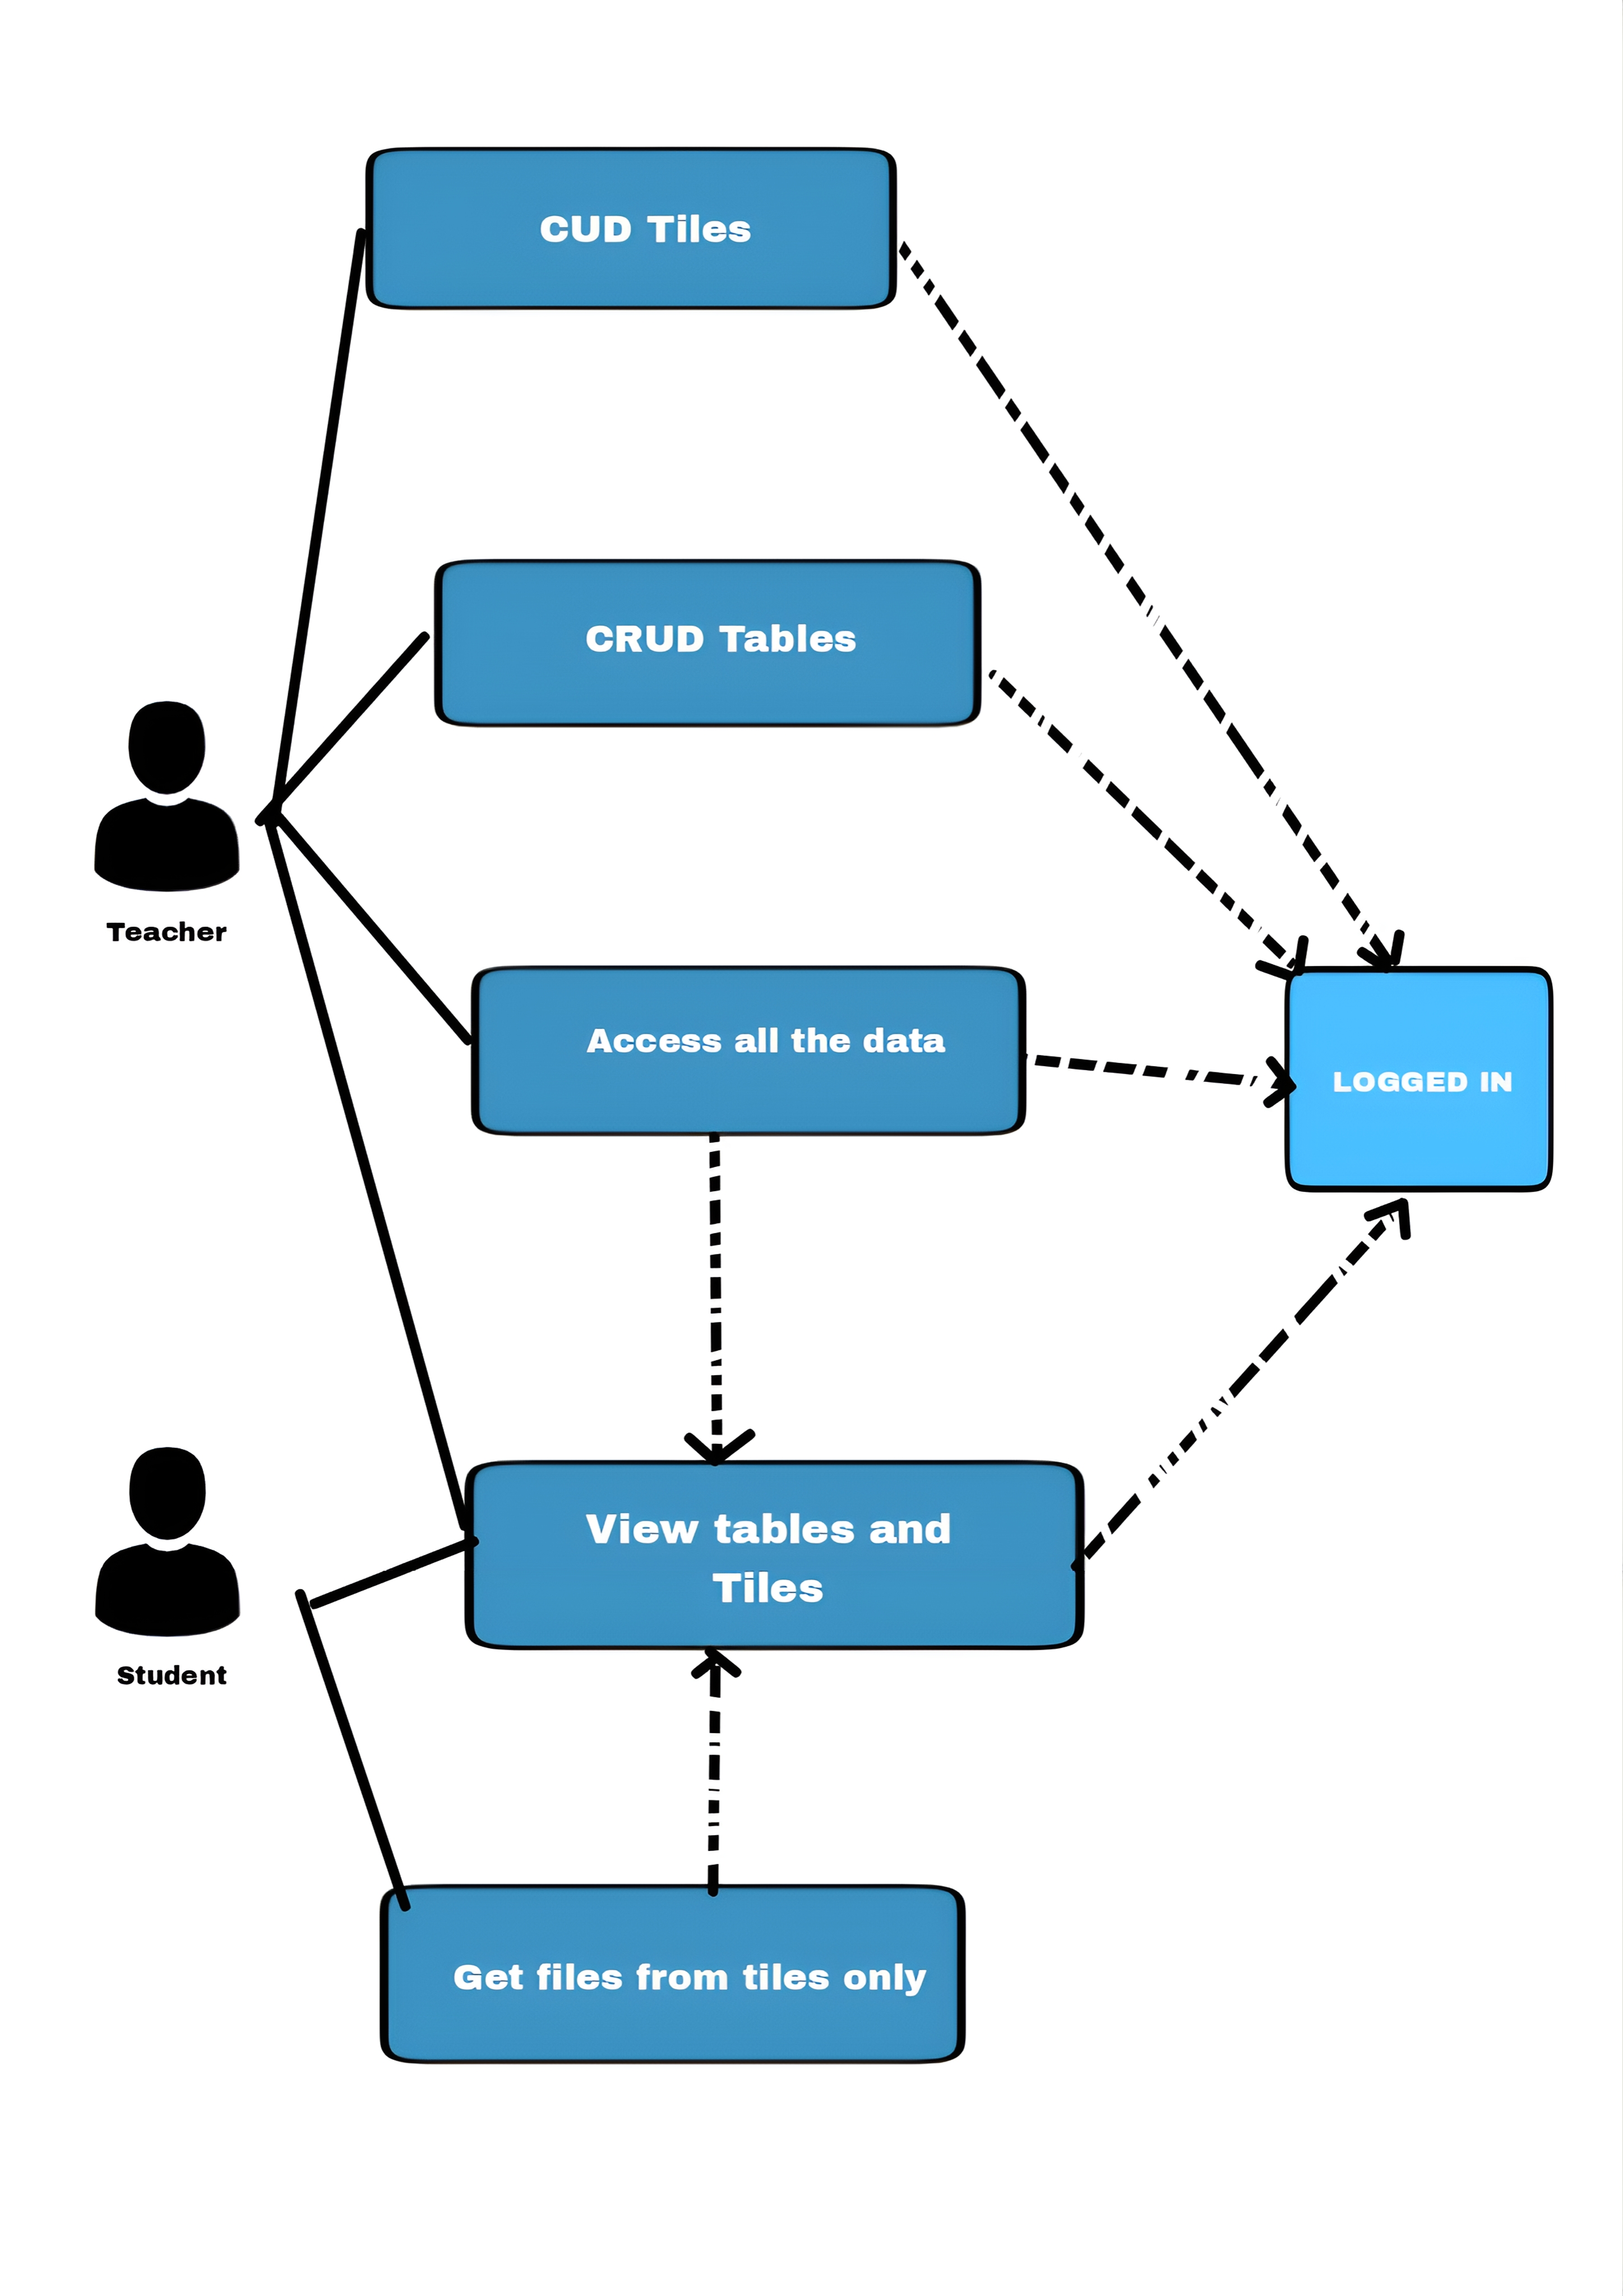 CUD Tiles
CRUD Tables
Teacher
Access all the data
LOGGED IN
View tables and
Tiles
Student
Get files from tiles only